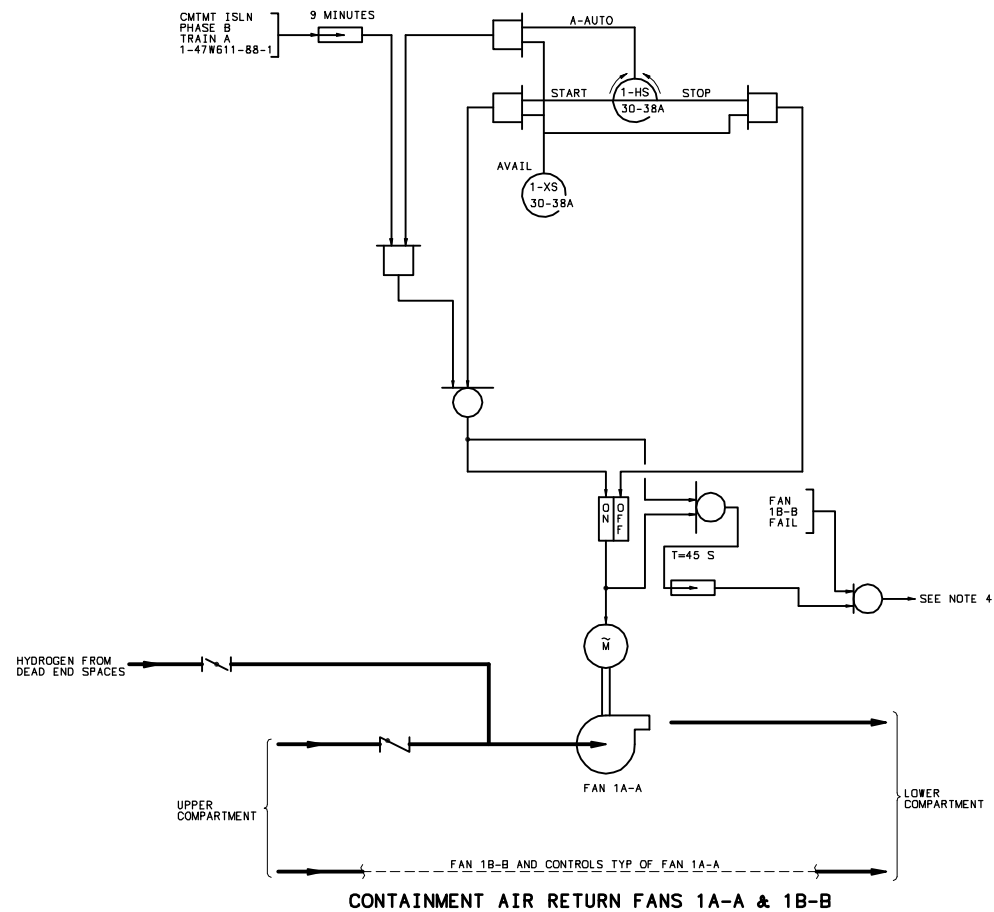 CMTMT ISLN
PHASE B
TRAIN A
1-47W611-88-1
9 MINUTES
A-AUTO
START
1-HS
30-38A
STOP
AVAIL
1-XS
30-38A
ON
OFF
FAN
1B-B
FAIL
T=45 S
SEE NOTE 4
M
HYDROGEN FROM
DEAD END SPACES
FAN 1A-A
UPPER
COMPARTMENT
LOWER
COMPARTMENT
FAN 1B-B AND CONTROLS TYP OF FAN 1A-A
CONTAINMENT AIR RETURN FANS 1A-A & 1B-B